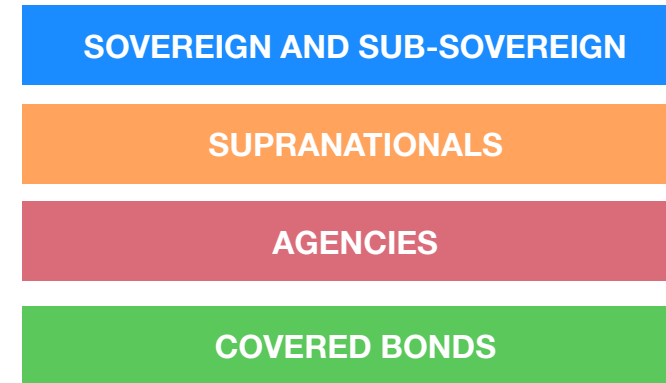 SOVEREIGN AND SUB-SOVEREIGN
SUPRANATIONALS
AGENCIES
COVERED BONDS